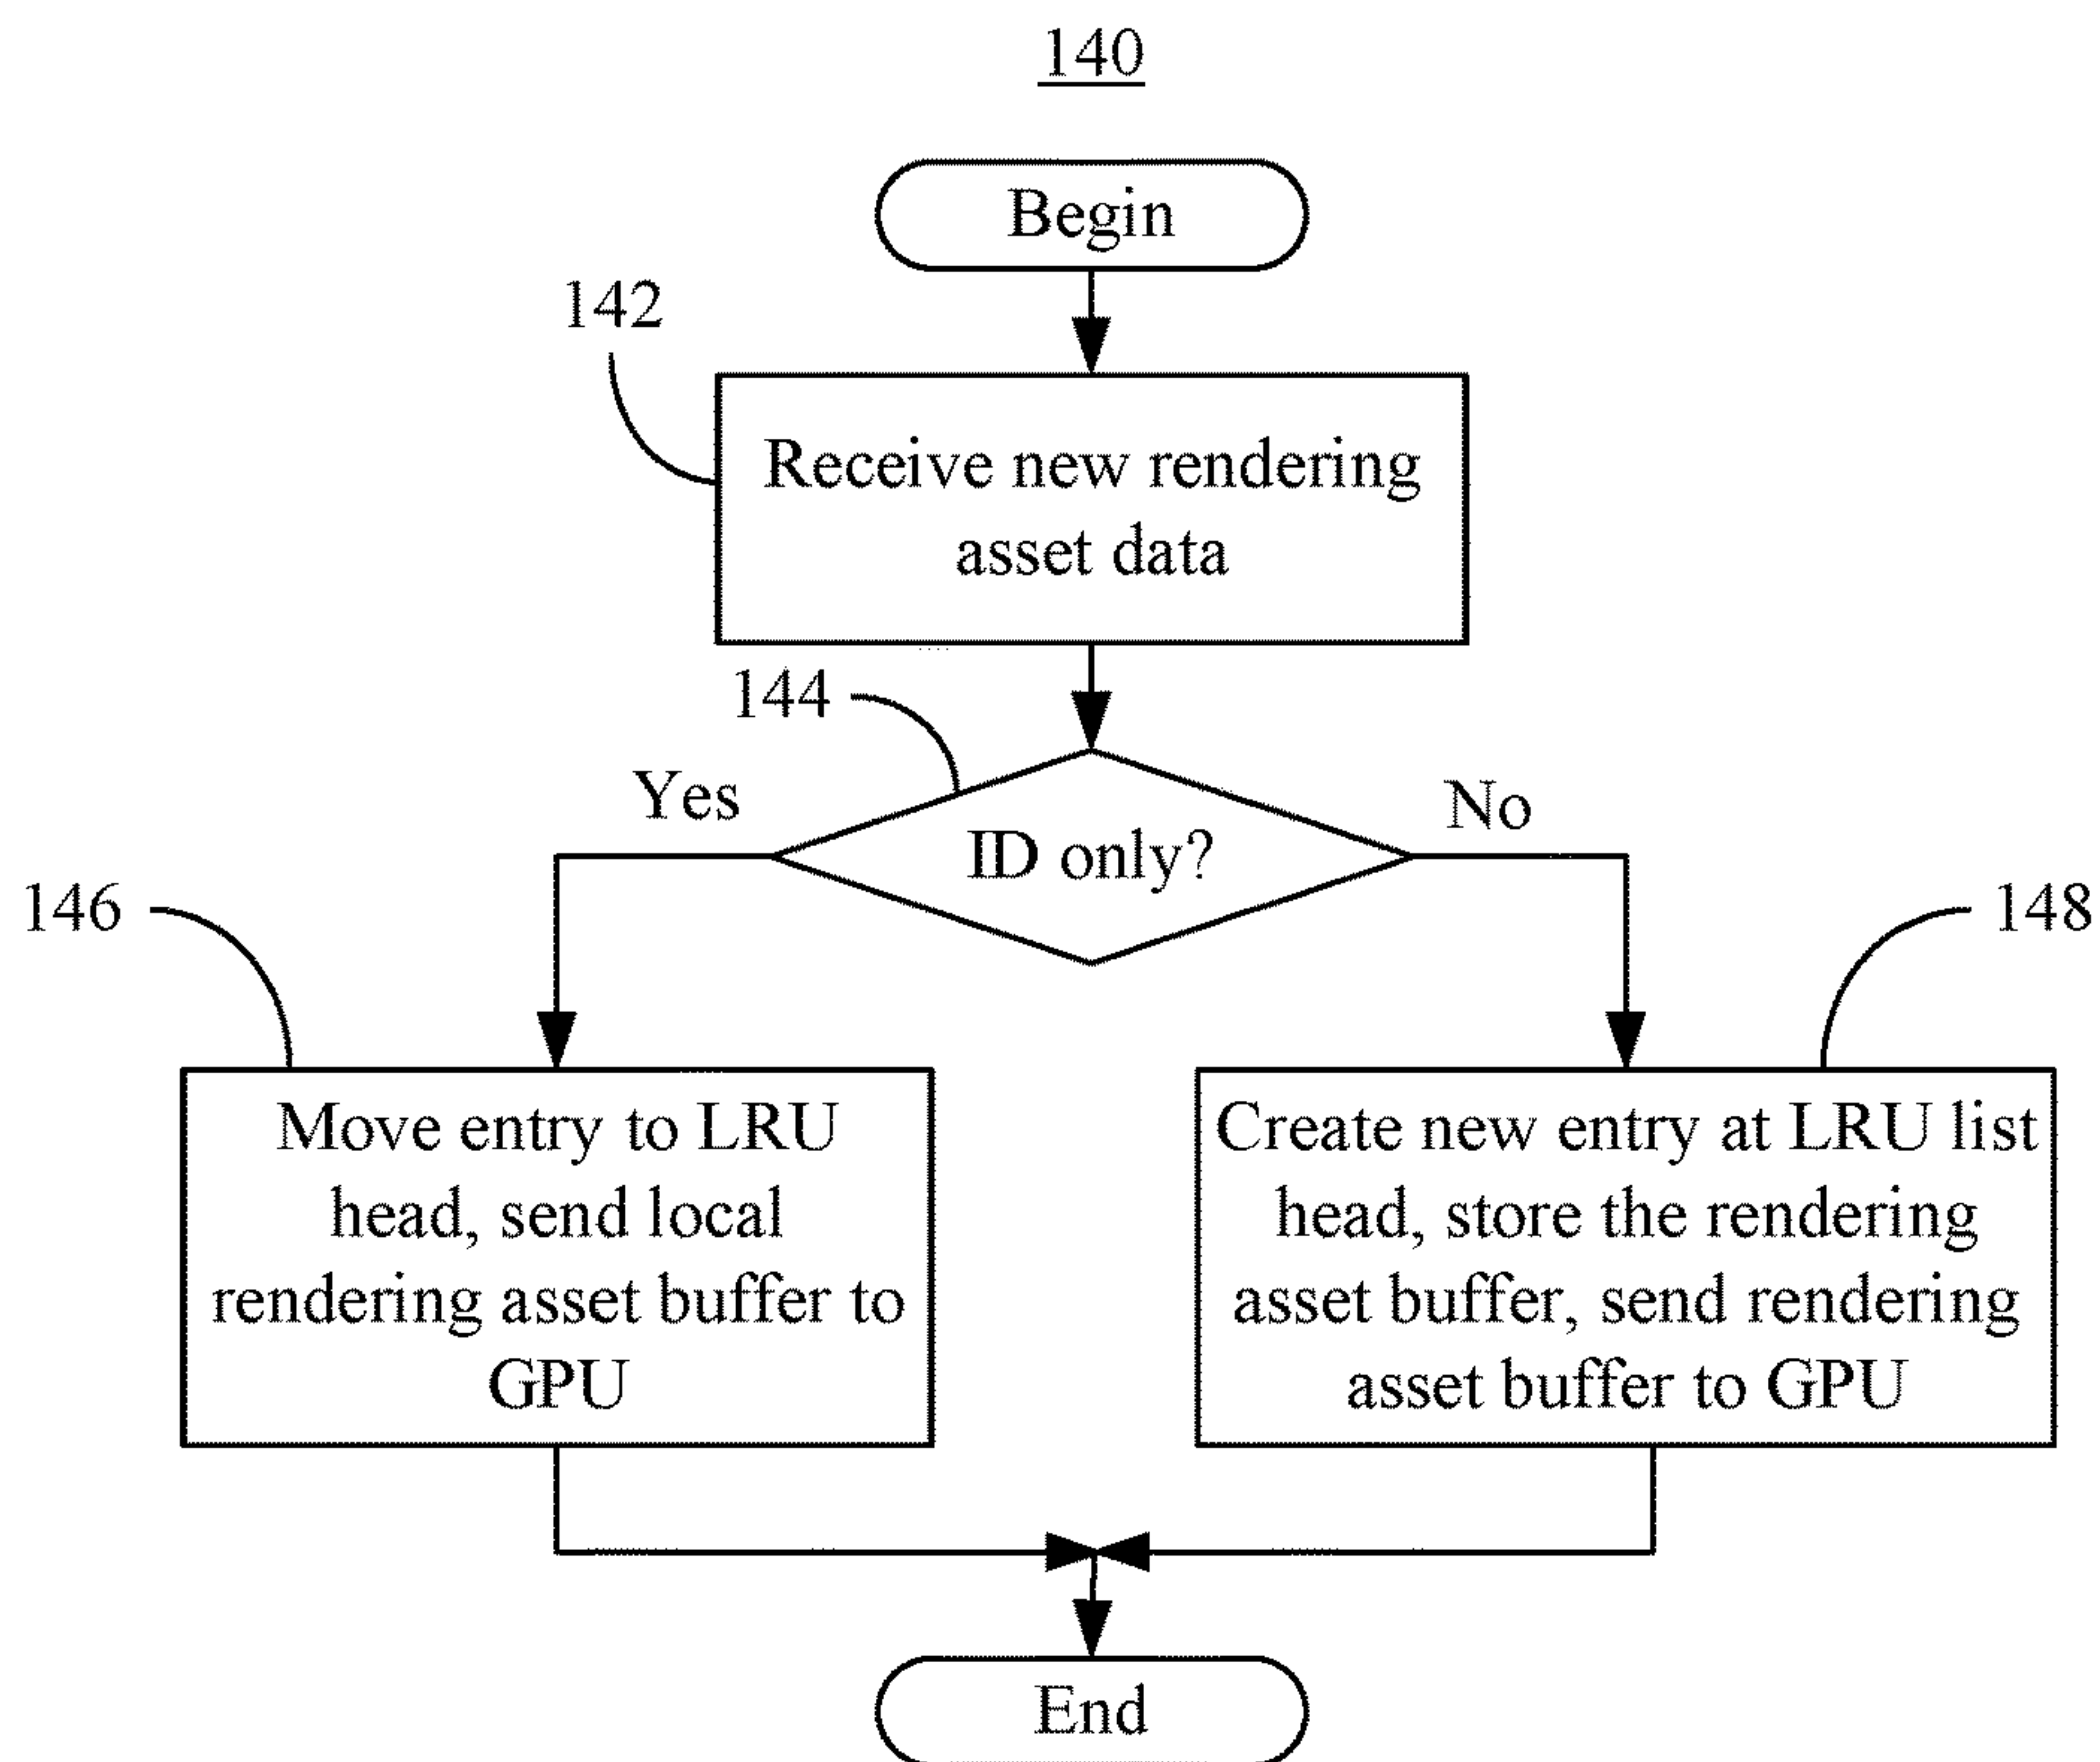 140
Begin
142
Receive new rendering
asset data
144
Yes
No
ID only?
146
148
Move entry to LRU
head, send local
rendering asset buffer to
GPU
Create new entry at LRU list
head, store the rendering
asset buffer, send rendering
asset buffer to GPU
End